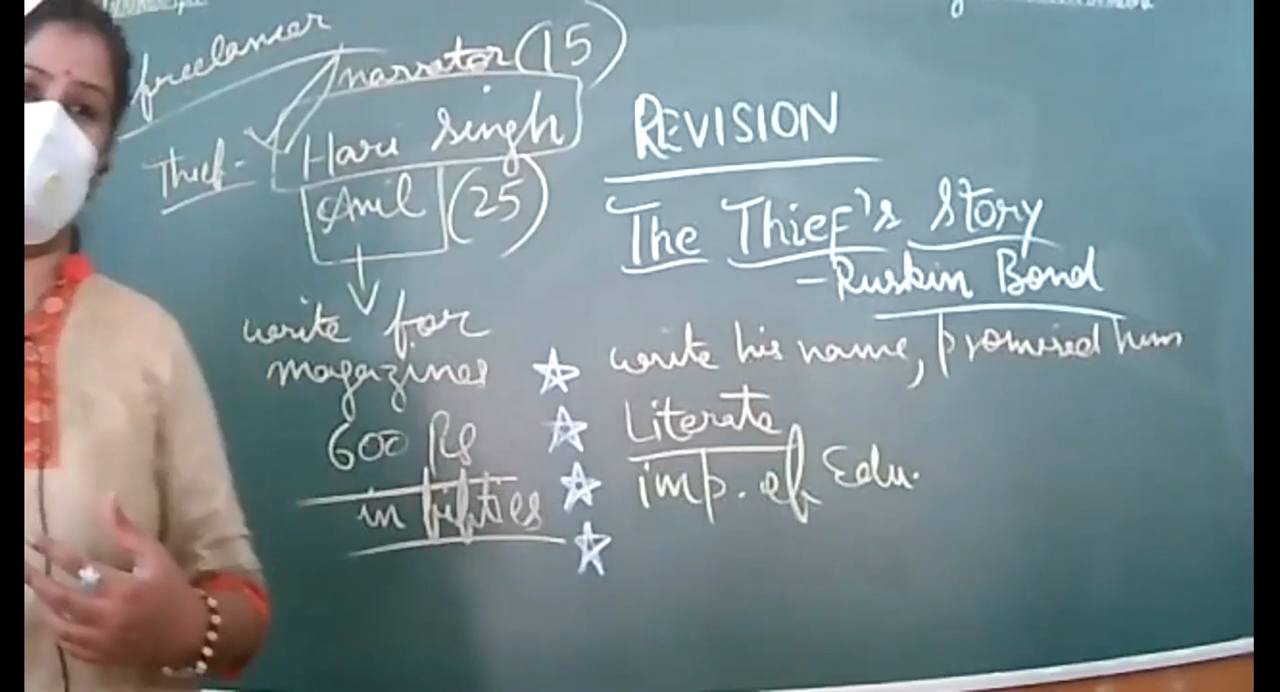 freelancer
narrator (15)
Thief-
Hari Singh
Anil (25)
write for
magazines
600 Rs
in fifties
REVISION
The Thief's Story
- Ruskin Bond
write his name, promised him
Literate
imp. of Edu.